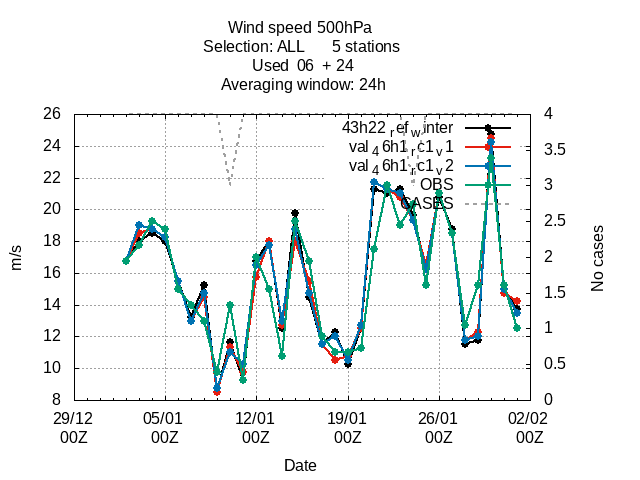 Wind speed 500hPa
Selection: ALL 5 stations
Used 06 + 24
Averaging window: 24h
26
24
22
20
18
16
14
12
10
8
m/s
4
3.5
3
2.5
2
1.5
1
0.5
0
No cases
43h22refwinter
val46h1rc1v1
val46h1rc1v2
OBS
CASES
29/12 05/01 12/01 19/01 26/01 02/02
00Z 00Z 00Z 00Z 00Z 00Z
Date